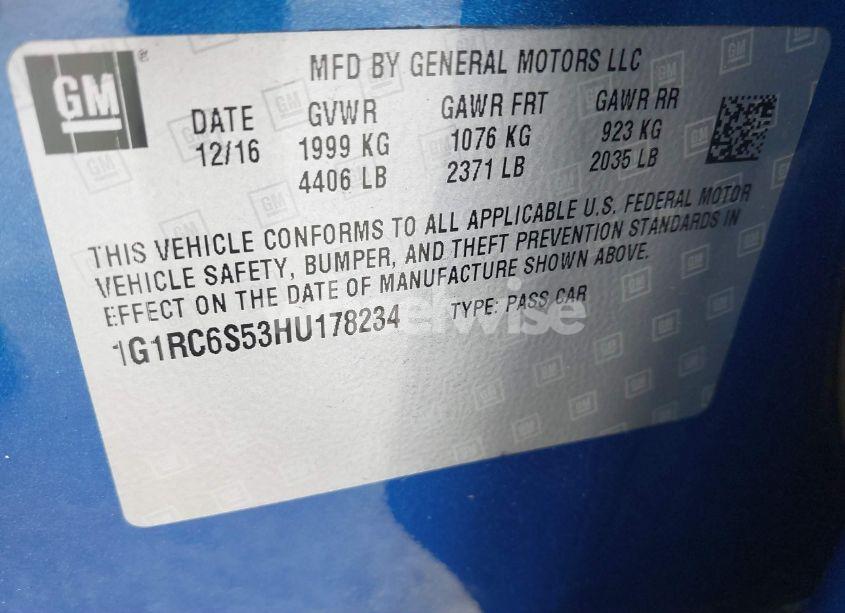 GM
MFD BY GENERAL MOTORS LLC
DATE GVWR GAWR FRT GAWR RR
12/16 1999 KG 1076 KG 923 KG
4406 LB 2371 LB 2035 LB
THIS VEHICLE CONFORMS TO ALL APPLICABLE U.S. FEDERAL MOTOR
VEHICLE SAFETY, BUMPER, AND THEFT PREVENTION STANDARDS IN
EFFECT ON THE DATE OF MANUFACTURE SHOWN ABOVE.
1G1RC6S53HU178234 TYPE: PASS CAR